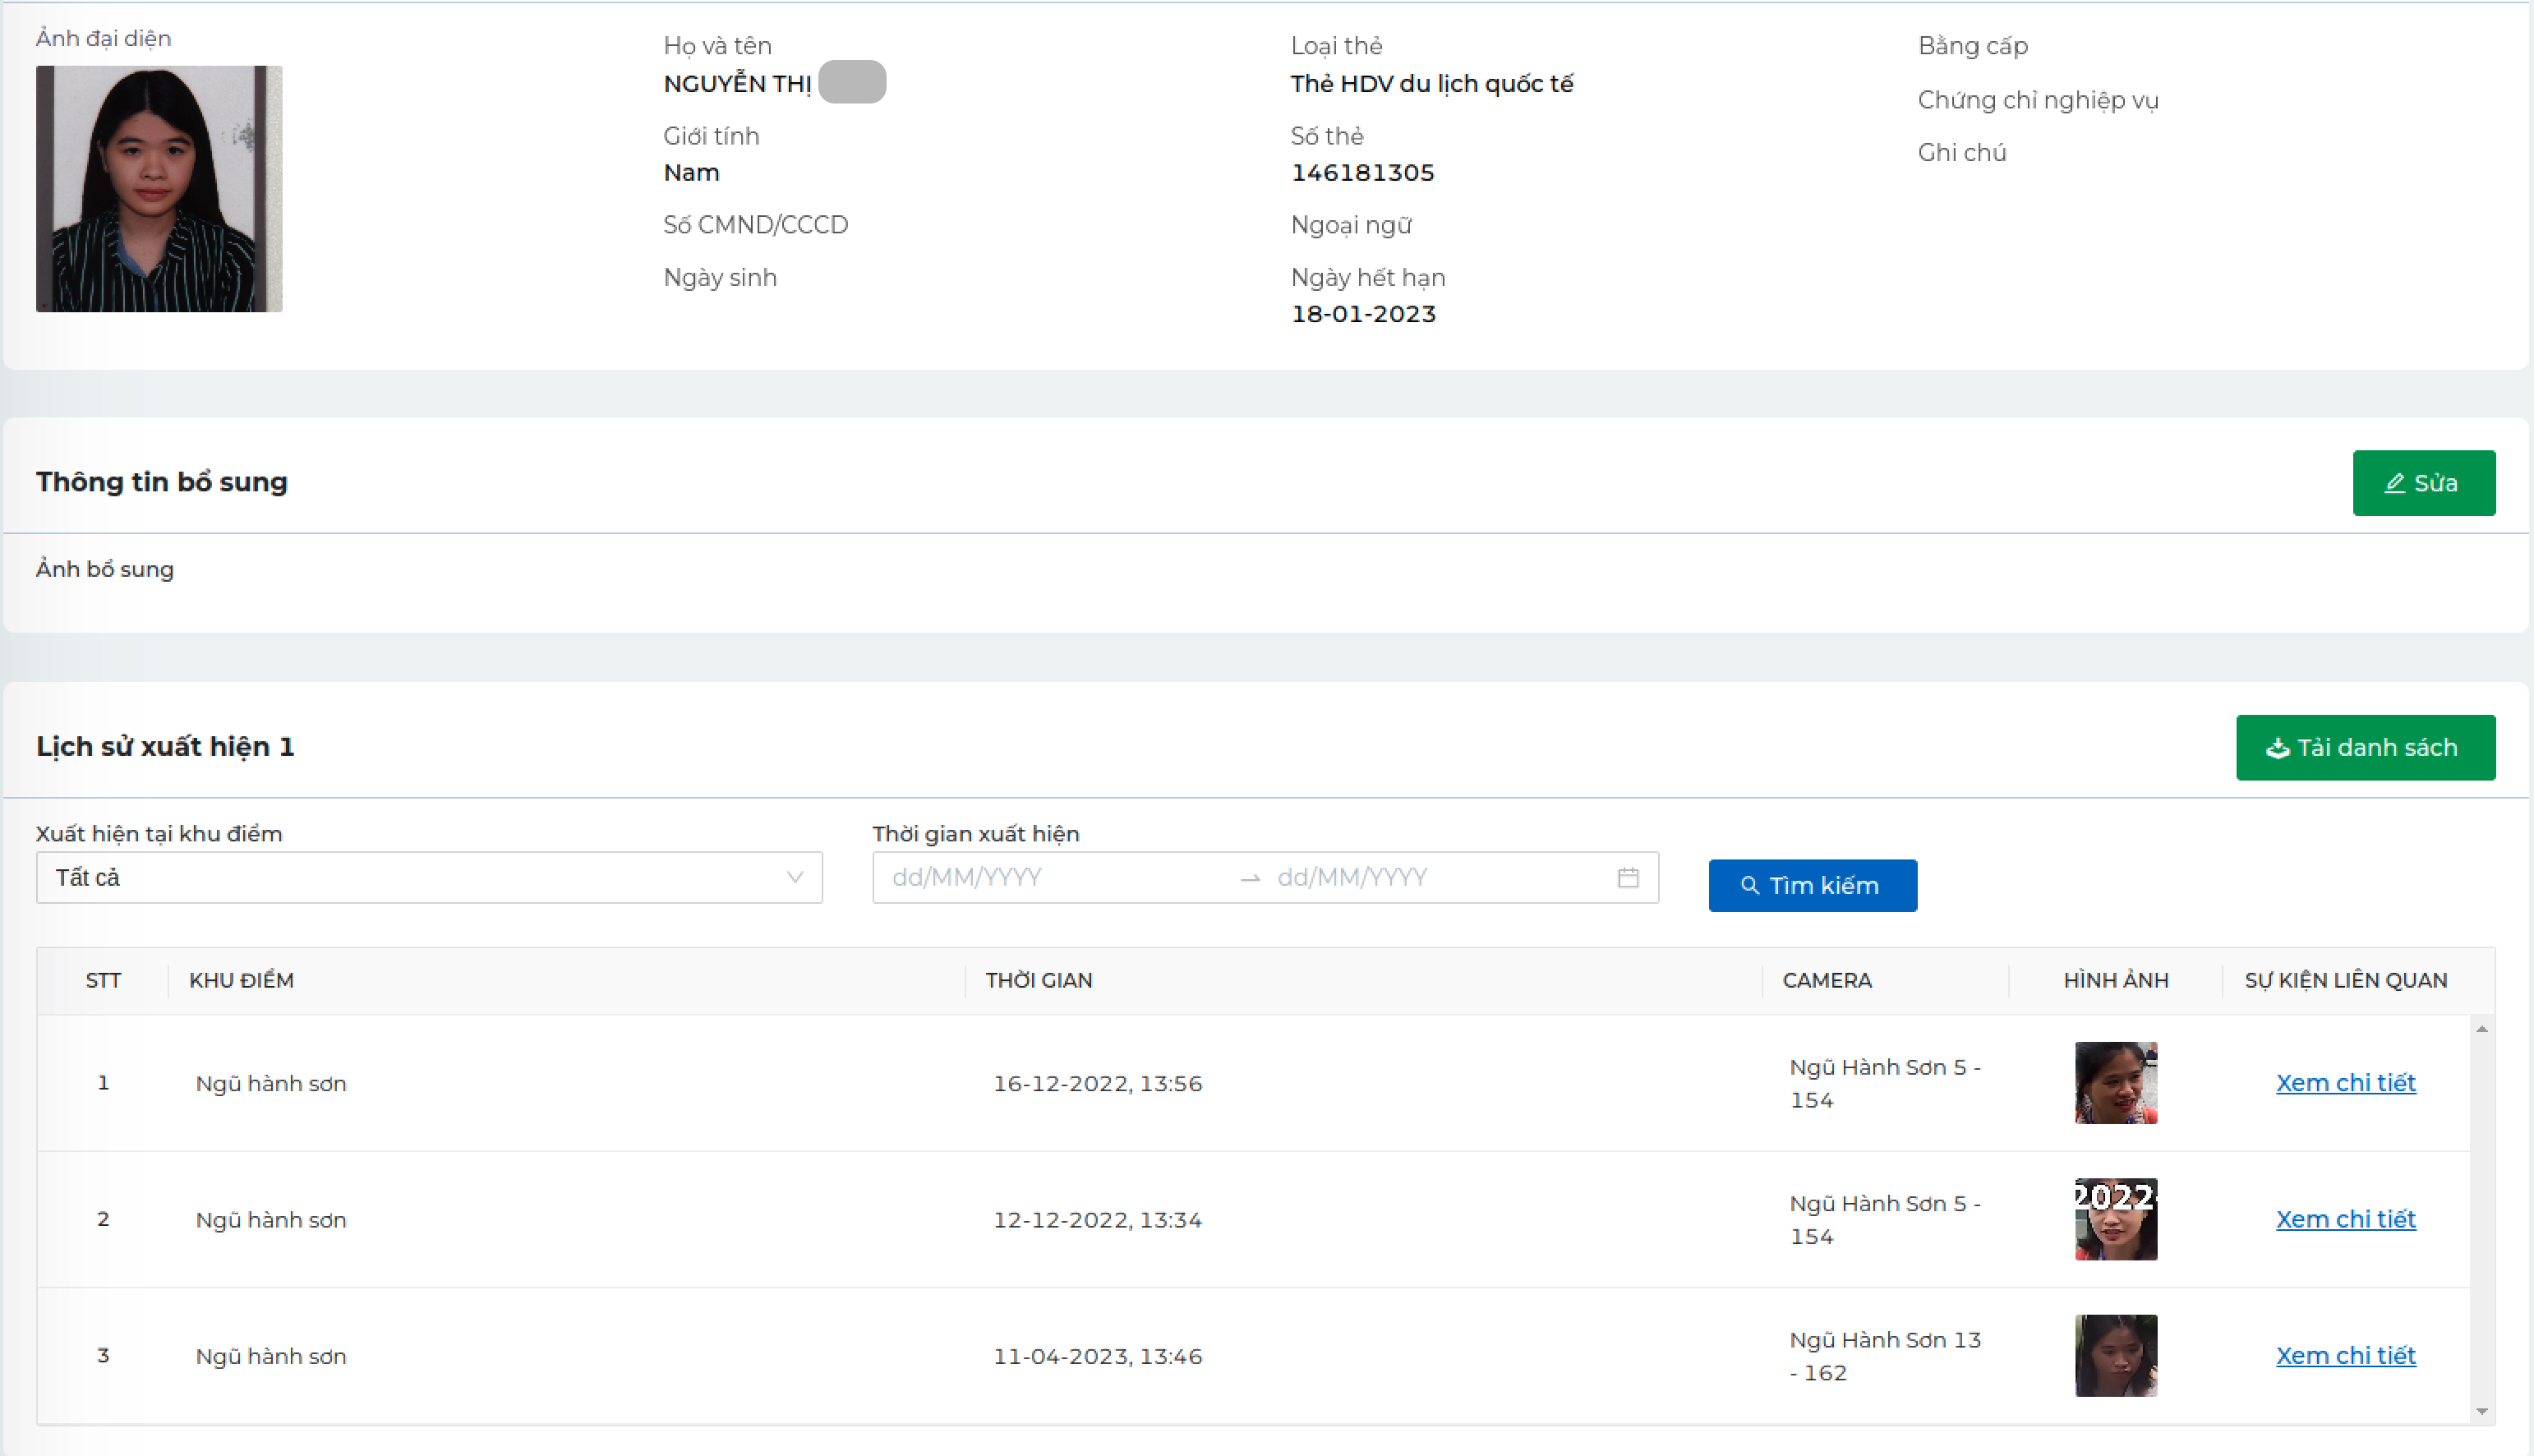 Ảnh đại diện
Họ và tên
NGUYỄN THỊ
Giới tính
Nam
Số CMND/CCCD
Ngày sinh
Loại thẻ
Thẻ HDV du lịch quốc tế
Số thẻ
146181305
Ngoại ngữ
Ngày hết hạn
18-01-2023
Bằng cấp
Chứng chỉ nghiệp vụ
Ghi chú
Thông tin bổ sung
Sửa
Ảnh bổ sung
Lịch sử xuất hiện 1
Tải danh sách
Xuất hiện tại khu điểm
Tất cả
Thời gian xuất hiện
dd/MM/YYYY → dd/MM/YYYY
Tìm kiếm
STT KHU ĐIỂM THỜI GIAN CAMERA HÌNH ẢNH SỰ KIỆN LIÊN QUAN
1 Ngũ hành sơn 16-12-2022, 13:56 Ngũ Hành Sơn 5 -
154
Xem chi tiết
2 Ngũ hành sơn 12-12-2022, 13:34 Ngũ Hành Sơn 5 -
154
2022-
Xem chi tiết
3 Ngũ hành sơn 11-04-2023, 13:46 Ngũ Hành Sơn 13
- 162
Xem chi tiết